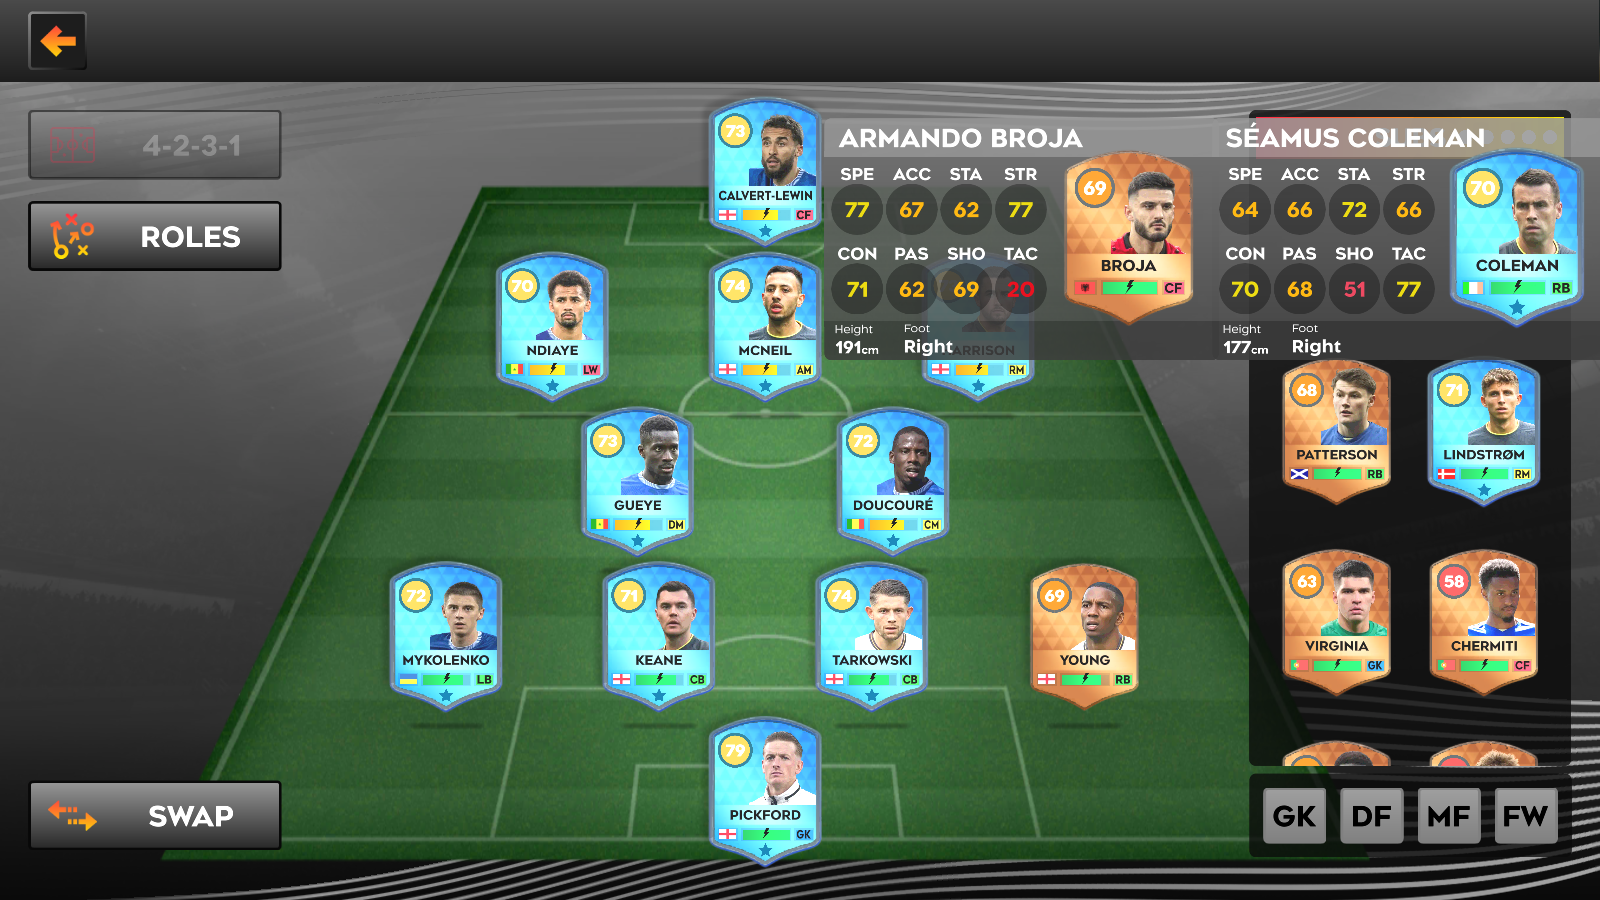 4-2-3-1
ROLES
73
CALVERT-LEWIN
CF
ARMANDO BROJA
SPE ACC STA STR
77 67 62 77
CON PAS SHO TAC
71 62 69 20
Height Foot
191cm Right
69
BROJA
CF
SÉAMUS COLEMAN
SPE ACC STA STR
64 66 72 66
CON PAS SHO TAC
70 68 51 77
Height Foot
177cm Right
70
COLEMAN
RB
70
NDIAYE
LW
74
MCNEIL
AM
ARRISON
RM
68
PATTERSON
RB
71
LINDSTRØM
RM
73
GUEYE
DM
72
DOUCOURÉ
CM
72
MYKOLENKO
LB
71
KEANE
CB
74
TARKOWSKI
CB
69
YOUNG
RB
63
VIRGINIA
GK
58
CHERMITI
CF
79
PICKFORD
GK
SWAP
GK DF MF FW